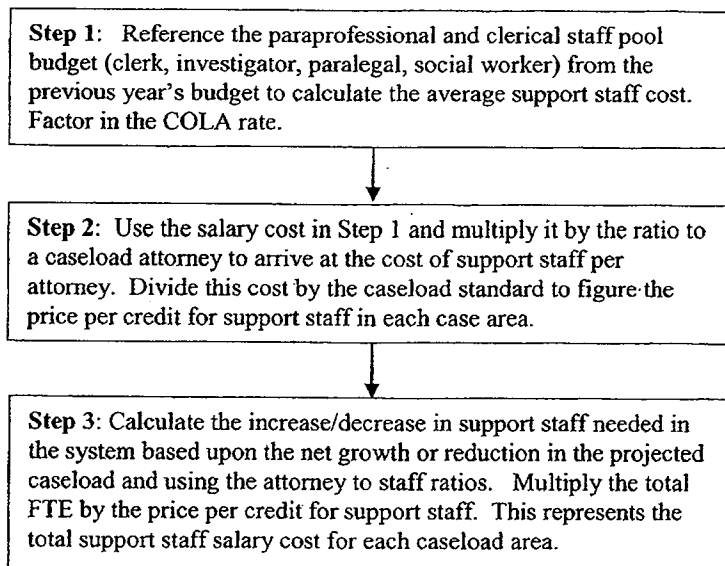 Step 1: Reference the paraprofessional and clerical staff pool
budget (clerk, investigator, paralegal, social worker) from the
previous year's budget to calculate the average support staff cost.
Factor in the COLA rate.
Step 2: Use the salary cost in Step 1 and multiply it by the ratio to
a caseload attorney to arrive at the cost of support staff per
attorney. Divide this cost by the caseload standard to figure the
price per credit for support staff in each case area.
Step 3: Calculate the increase/decrease in support staff needed in
the system based upon the net growth or reduction in the projected
caseload and using the attorney to staff ratios. Multiply the total
FTE by the price per credit for support staff. This represents the
total support staff salary cost for each caseload area.